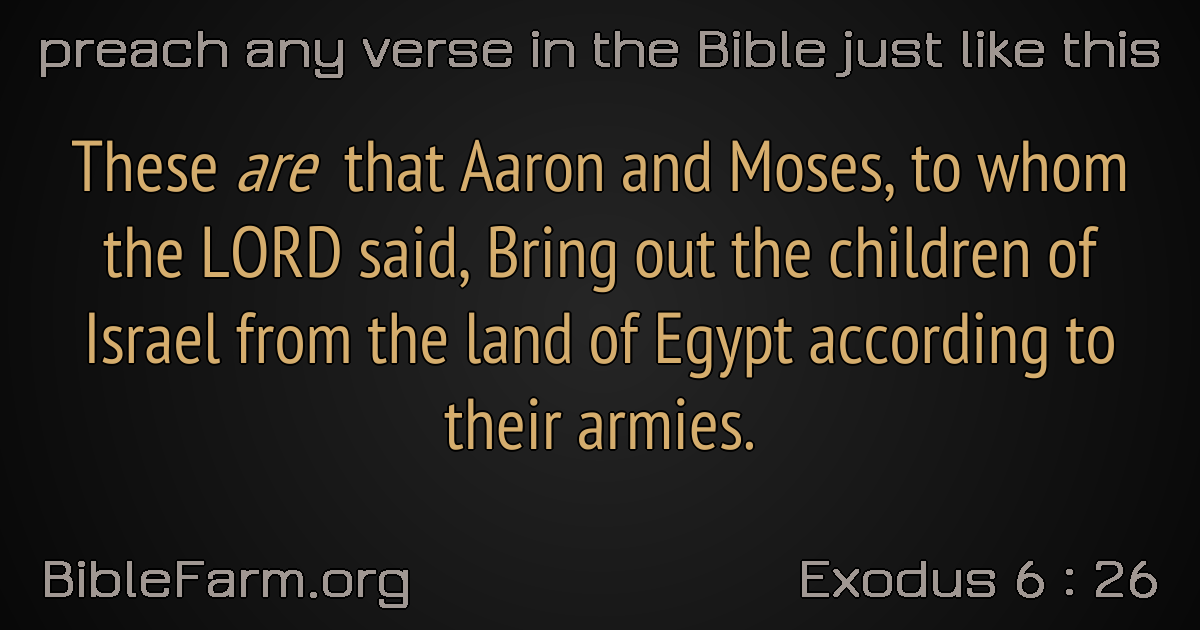 preach any verse in the Bible just like this
These are that Aaron and Moses, to whom
the LORD said, Bring out the children of
Israel from the land of Egypt according to
their armies.
BibleFarm.org
Exodus 6 : 26